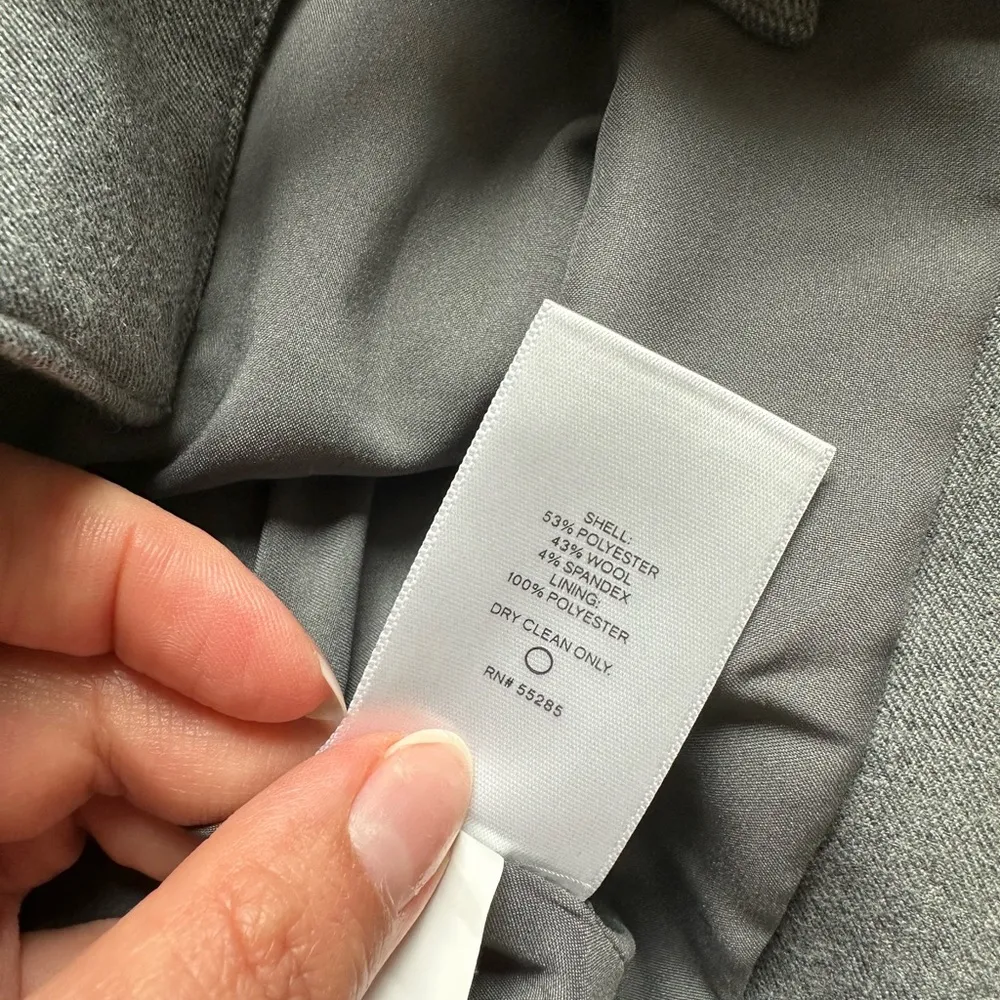 SHELL:
53% POLYESTER
43% WOOL
4% SPANDEX
LINING:
100% POLYESTER
DRY CLEAN ONLY.
RN# 55285